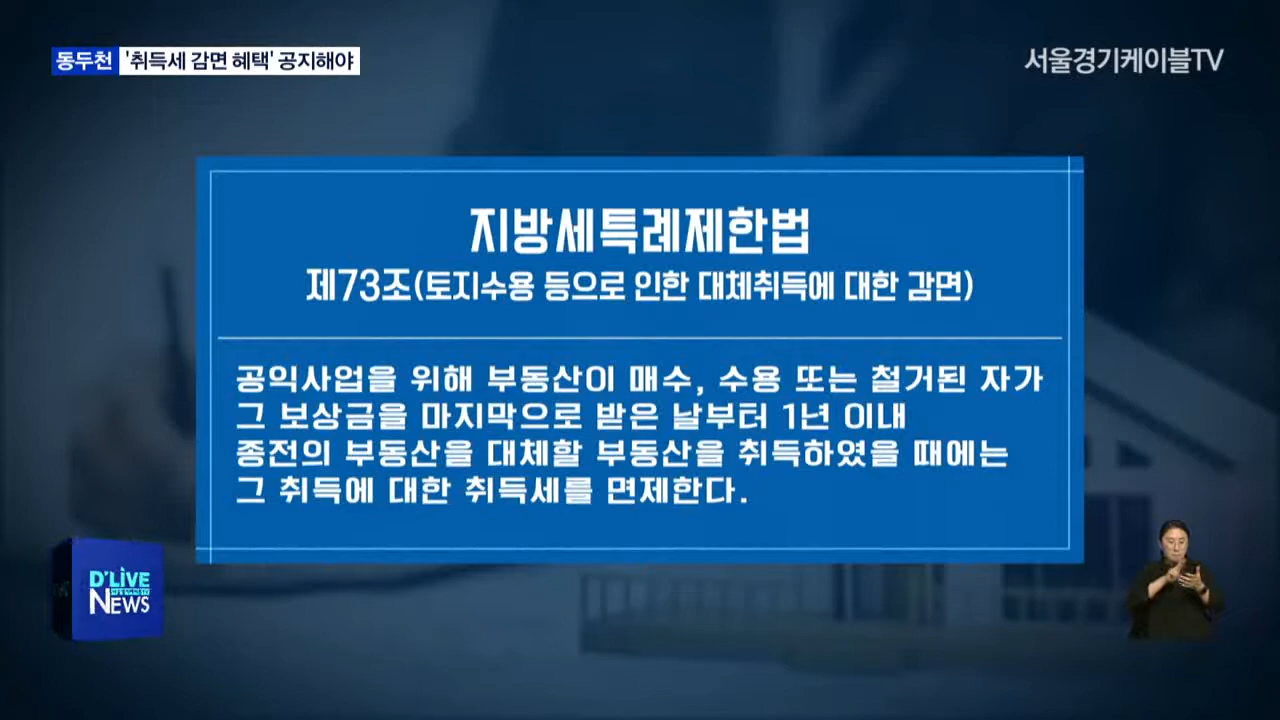 동두천 '취득세 감면 혜택' 공지해야
서울경기케이블TV
지방세특례제한법
제73조(토지수용 등으로 인한 대체취득에 대한 감면)
공익사업을 위해 부동산이 매수, 수용 또는 철거된 자가
그 보상금을 마지막으로 받은 날부터 1년 이내
종전의 부동산을 대체할 부동산을 취득하였을 때에는
그 취득에 대한 취득세를 면제한다.
D'LIVE
NEWS